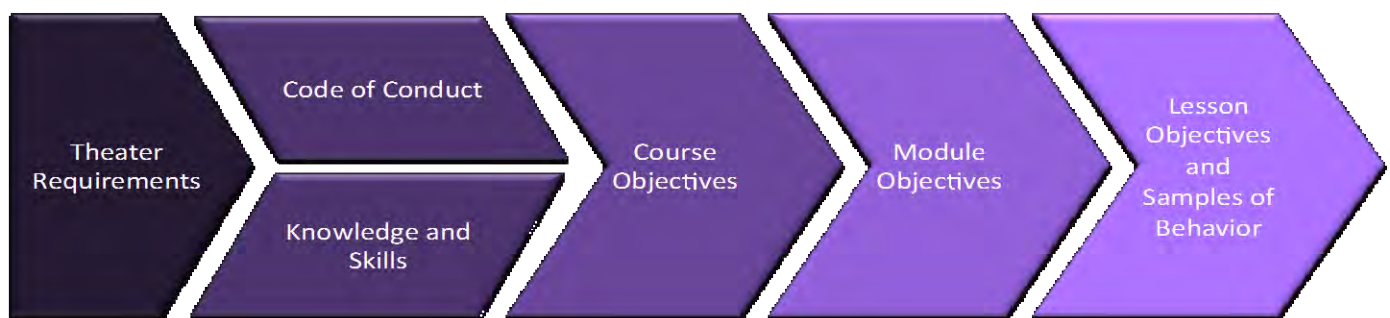 Theater
Requirements
Code of Conduct
Knowledge and
Skills
Course
Objectives
Module
Objectives
Lesson
Objectives
and
Samples of
Behavior